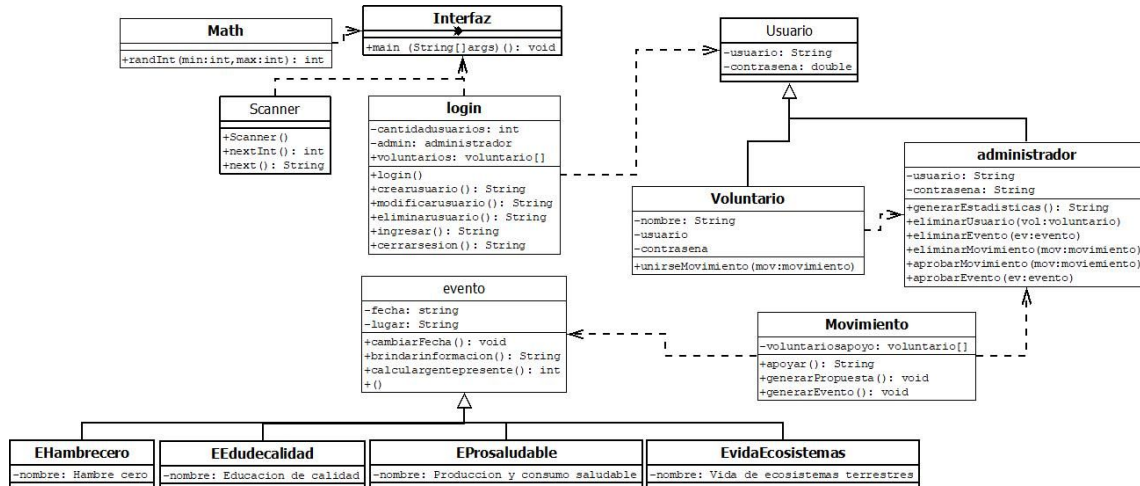 Math
+randInt(min:int,max:int): int
Interfaz
+main (String[]args)(): void
Usuario
-usuario: String
-contrasena: double
Scanner
+Scanner()
+nextInt(): int
+next(): String
login
-cantidadusuarios: int
-admin: administrador
+voluntarios: voluntario[]
+login()
+crearusuario(): String
+modificarusuario(): String
+eliminarusuario(): String
+ingresar(): String
+cerrarsesion(): String
Voluntario
-nombre: String
-usuario
-contrasena
+unirseMovimiento(mov:movimiento)
administrador
-usuario: String
-contrasena: String
+generarEstadisticas(): String
+eliminarUsuario(vol:voluntario)
+eliminarEvento(ev:evento)
+eliminarMovimiento(mov:movimiento)
+aprobarMovimiento(mov:moviemiento)
+aprobarEvento(ev:evento)
evento
-fecha: string
-lugar: String
+cambiarFecha(): void
+brindarinformacion(): String
+calculargentepresente(): int
+()
Movimiento
-voluntariosapoyo: voluntario[]
+apoyar(): String
+generarPropuesta(): void
+generarEvento(): void
EHambrecero
-nombre: Hambre cero
EEdudecalidad
-nombre: Educacion de calidad
EProsaludable
-nombre: Produccion y consumo saludable
EvidaEcosistemas
-nombre: Vida de ecosistemas terrestres